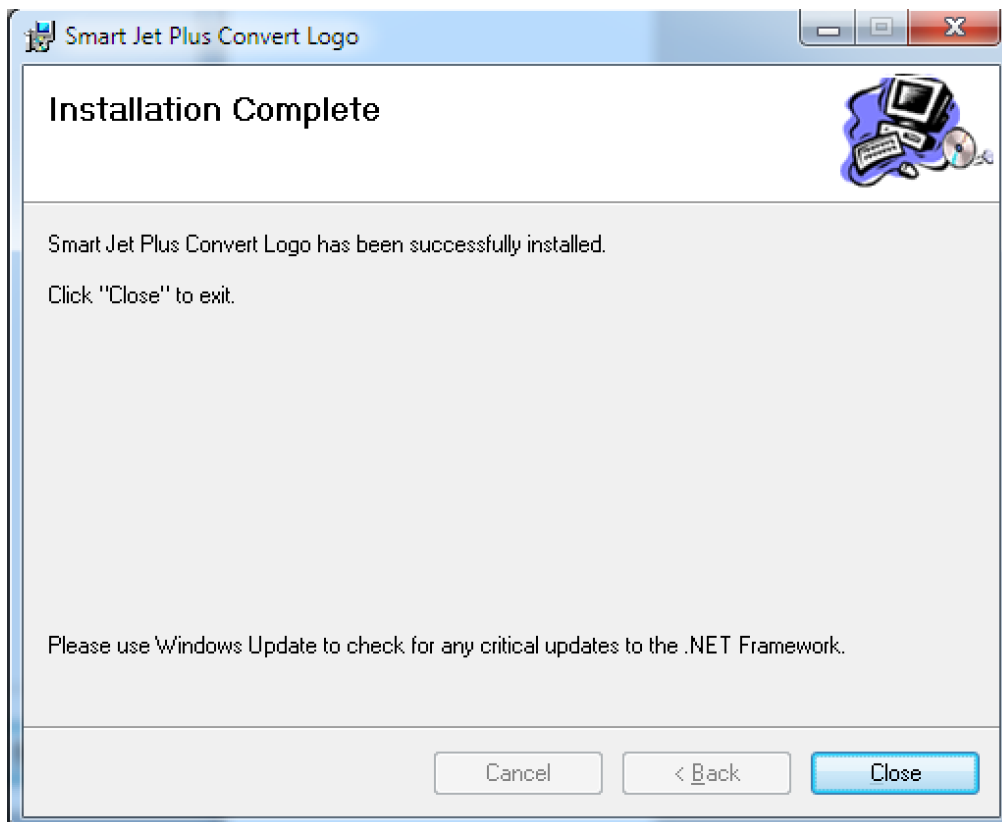 Smart Jet Plus Convert Logo
Installation Complete
Smart Jet Plus Convert Logo has been successfully installed.
Click "Close" to exit.
Please use Windows Update to check for any critical updates to the .NET Framework.
Cancel
< Back
Close